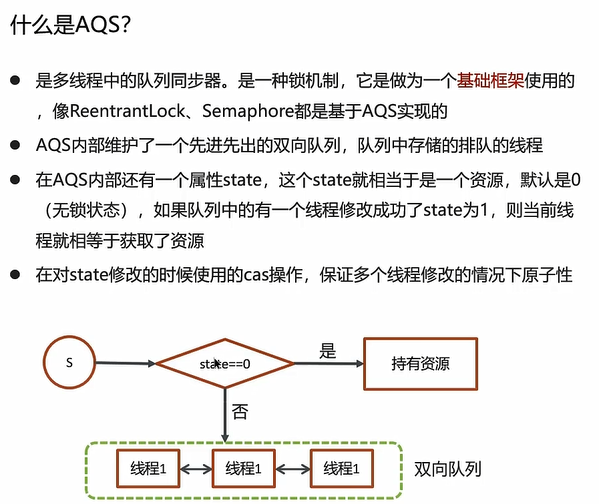 什么是AQS?
是多线程中的队列同步器。是一种锁机制，它是做为一个基础框架使用的
，像ReentrantLock、Semaphore都是基于AQS实现的
AQS内部维护了一个先进先出的双向队列，队列中存储的排队的线程
在AQS内部还有一个属性state，这个state就相当于是一个资源，默认是0
（无锁状态），如果队列中的有一个线程修改成功了state为1，则当前线
程就相等于获取了资源
在对state修改的时候使用的cas操作，保证多个线程修改的情况下原子性
S
state==0
是
持有资源
否
线程1
线程1
线程1
双向队列